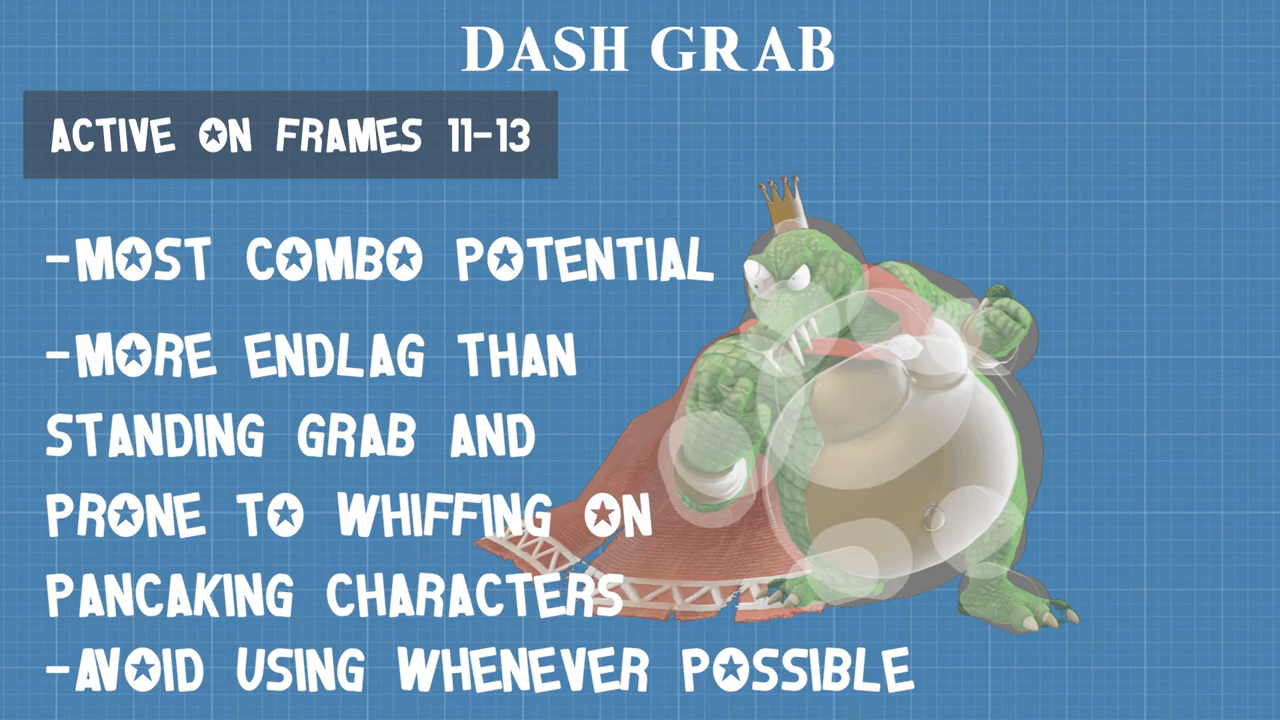 DASH GRAB
ACTIVE ON FRAMES 11-13
-MOST COMBO POTENTIAL
-MORE ENDLAG THAN
STANDING GRAB AND
PRONE TO WHIFFING ON
PANCAKING CHARACTERS
-AVOID USING WHENEVER POSSIBLE